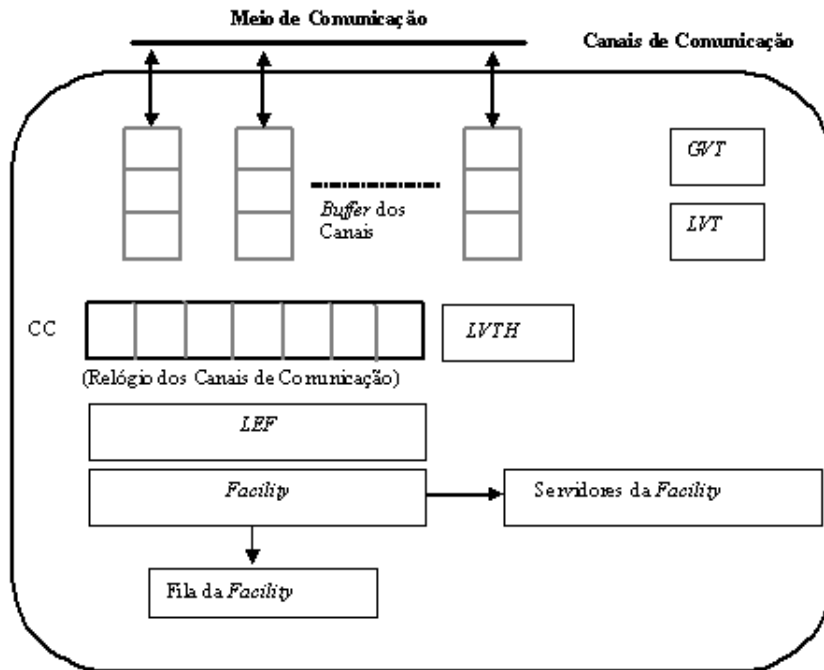 Meio de Comunicação
Canais de Comunicação
GVT
Buffer dos
Canais
LVT
CC
LVTH
(Relógio dos Canais de Comunicação)
LEF
Facility
Servidores da Facility
Fila da Facility